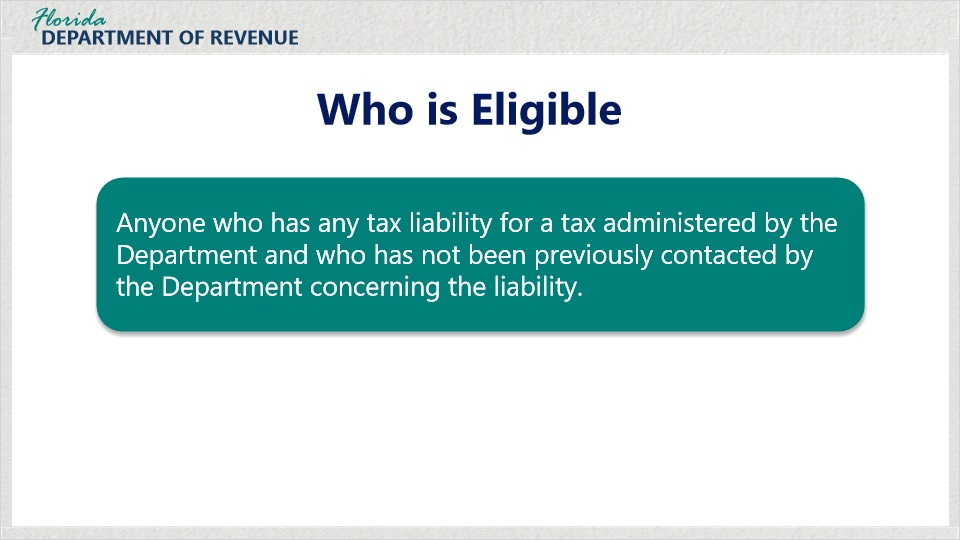 Florida
DEPARTMENT OF REVENUE
Who is Eligible
Anyone who has any tax liability for a tax administered by the
Department and who has not been previously contacted by
the Department concerning the liability.